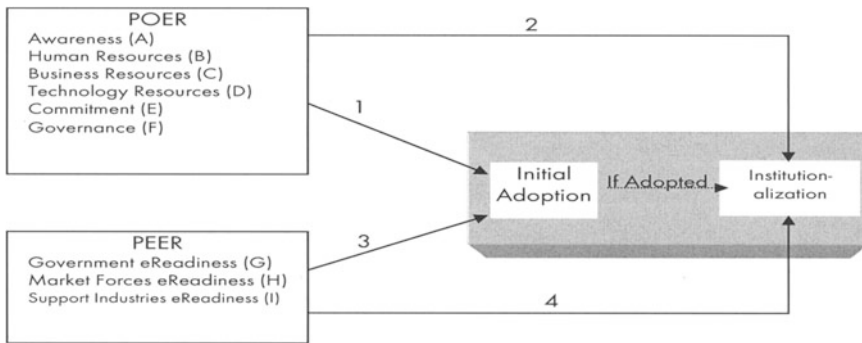 POER
Awareness (A)
Human Resources (B)
Business Resources (C)
Technology Resources (D)
Commitment (E)
Governance (F)
2
1
Initial
Adoption
If Adopted
Institution-
alization
3
PEER
Government eReadiness (G)
Market Forces eReadiness (H)
Support Industries eReadiness (I)
4